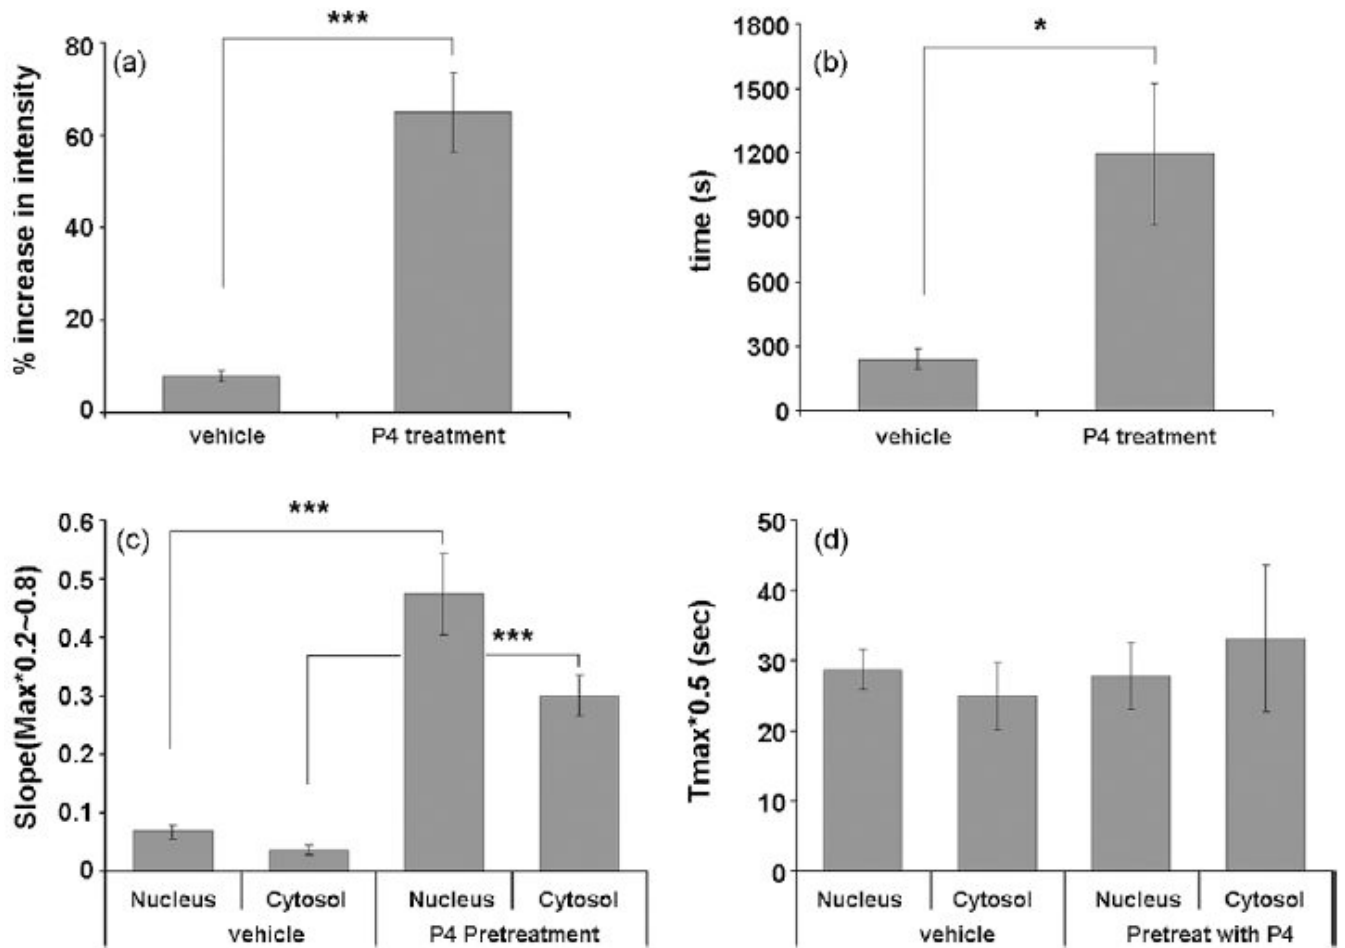 (a)
***
% increase in intensity
80
60
40
20
0
vehicle P4 treatment
(b)
*
time (s)
1800
1500
1200
900
600
300
0
vehicle P4 treatment
(c)
***
***
Slope(Max*0.2~0.8)
0.6
0.5
0.4
0.3
0.2
0.1
0
Nucleus Cytosol Nucleus Cytosol
vehicle P4 Pretreatment
(d)
Tmax*0.5 (sec)
50
40
30
20
10
0
Nucleus Cytosol Nucleus Cytosol
vehicle Pretreat with P4